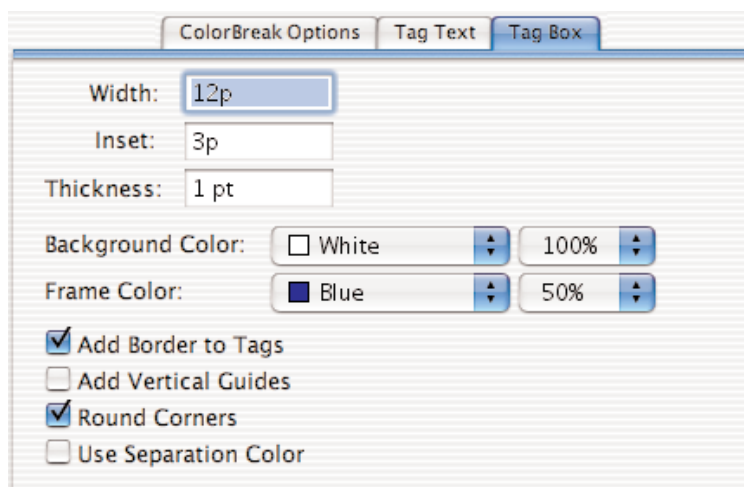 ColorBreak Options Tag Text Tag Box
Width: 12p
Inset: 3p
Thickness: 1 pt
Background Color: White 100%
Frame Color: Blue 50%
Add Border to Tags
Add Vertical Guides
Round Corners
Use Separation Color